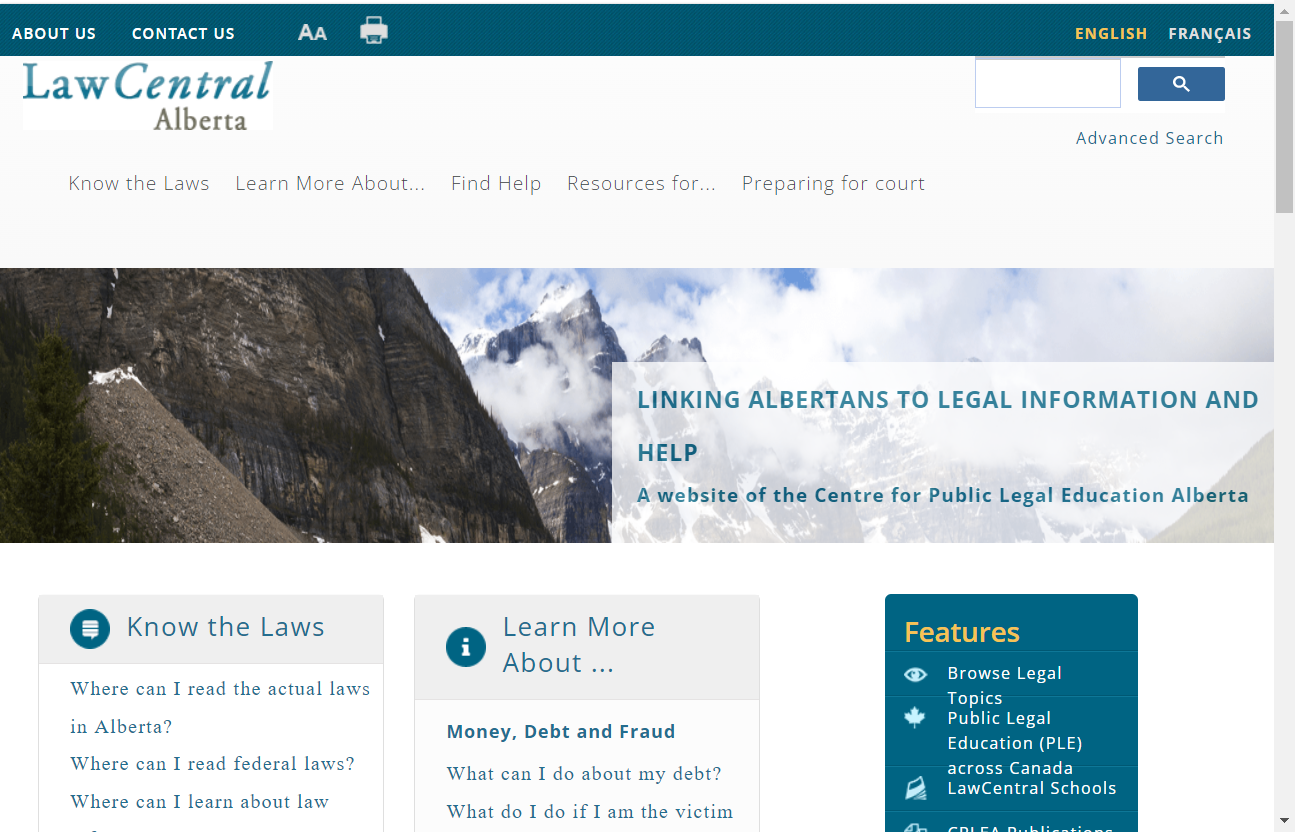 ABOUT US CONTACT US AA ENGLISH FRANÇAIS
LawCentral
Alberta
Advanced Search
Know the Laws Learn More About... Find Help Resources for... Preparing for court
LINKING ALBERTANS TO LEGAL INFORMATION AND
HELP
A website of the Centre for Public Legal Education Alberta
Know the Laws
Where can I read the actual laws
in Alberta?
Where can I read federal laws?
Where can I learn about law
Learn More
About ...
Money, Debt and Fraud
What can I do about my debt?
What do I do if I am the victim
Features
Browse Legal
Topics
Public Legal
Education (PLE)
across Canada
LawCentral Schools
CPLEA Publications